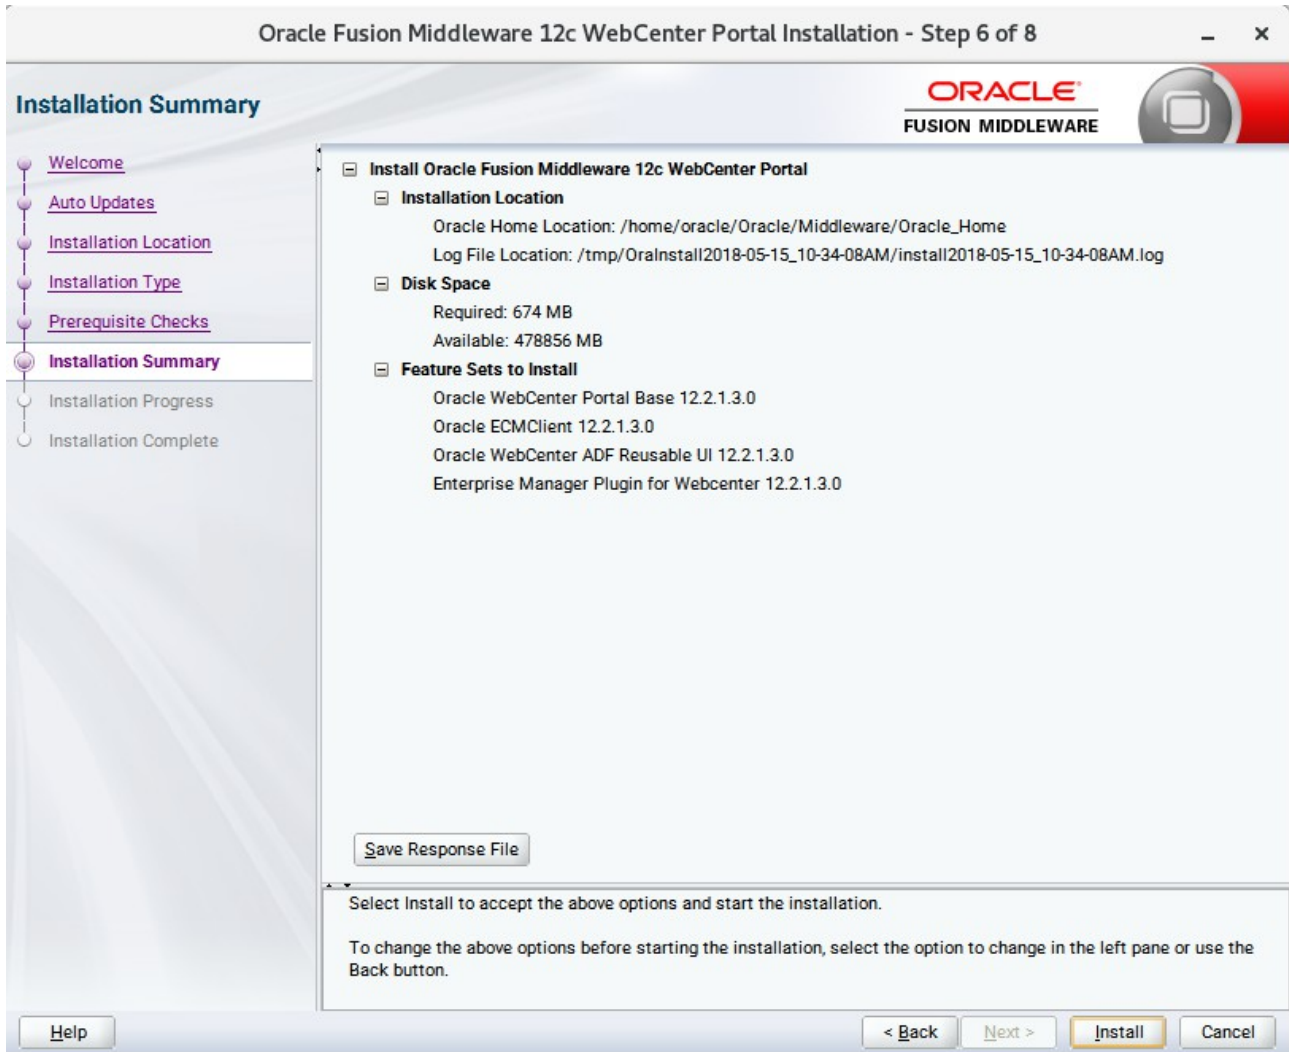 Oracle Fusion Middleware 12c WebCenter Portal Installation - Step 6 of 8
Installation Summary
ORACLE
FUSION MIDDLEWARE
Welcome
Auto Updates
Installation Location
Installation Type
Prerequisite Checks
Installation Summary
Installation Progress
Installation Complete
Install Oracle Fusion Middleware 12c WebCenter Portal
Installation Location
Oracle Home Location: /home/oracle/Oracle/Middleware/Oracle_Home
Log File Location: /tmp/OraInstall2018-05-15_10-34-08AM/install2018-05-15_10-34-08AM.log
Disk Space
Required: 674 MB
Available: 478856 MB
Feature Sets to Install
Oracle WebCenter Portal Base 12.2.1.3.0
Oracle ECMClient 12.2.1.3.0
Oracle WebCenter ADF Reusable UI 12.2.1.3.0
Enterprise Manager Plugin for Webcenter 12.2.1.3.0
Save Response File
Select Install to accept the above options and start the installation.
To change the above options before starting the installation, select the option to change in the left pane or use the
Back button.
Help
< Back
Next >
Install
Cancel